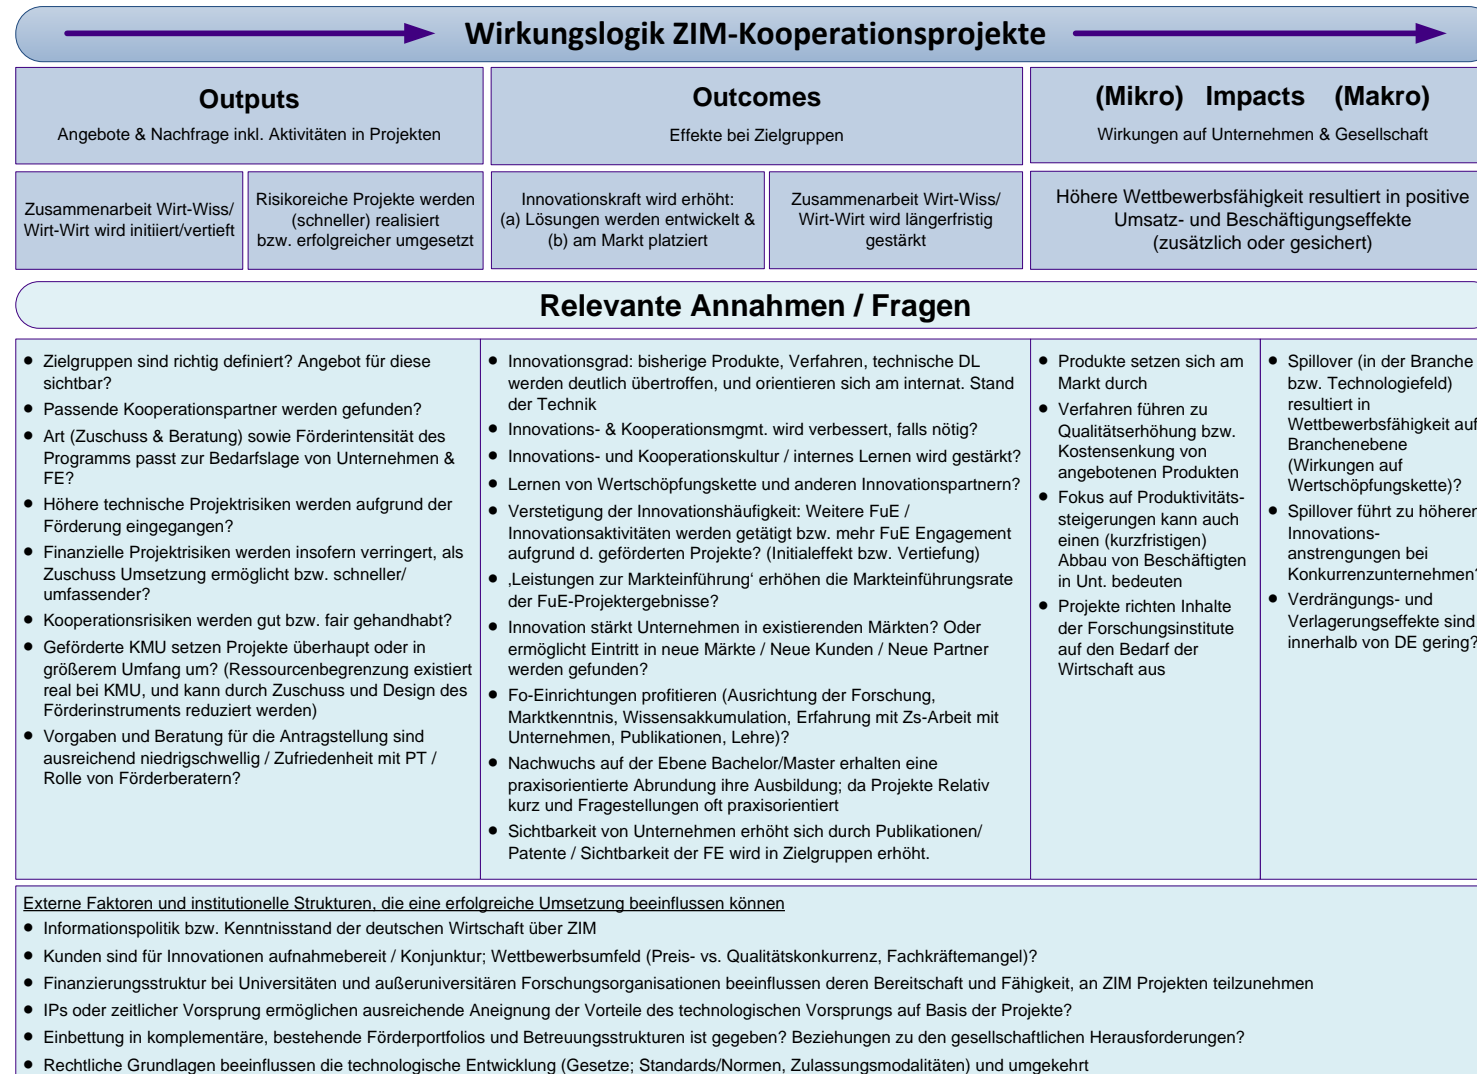 Wirkungslogik ZIM-Kooperationsprojekte
Outputs
Angebote & Nachfrage inkl. Aktivitäten in Projekten
Outcomes
Effekte bei Zielgruppen
(Mikro) Impacts (Makro)
Wirkungen auf Unternehmen & Gesellschaft
Zusammenarbeit Wirt-Wiss/
Wirt-Wirt wird initiiert/vertieft
Risikoreiche Projekte werden
(schneller) realisiert
bzw. erfolgreicher umgesetzt
Innovationskraft wird erhöht:
(a) Lösungen werden entwickelt &
(b) am Markt platziert
Zusammenarbeit Wirt-Wiss/
Wirt-Wirt wird längerfristig
gestärkt
Höhere Wettbewerbsfähigkeit resultiert in positive
Umsatz- und Beschäftigungseffekte
(zusätzlich oder gesichert)
Relevante Annahmen / Fragen
• Zielgruppen sind richtig definiert? Angebot für diese
sichtbar?
• Passende Kooperationspartner werden gefunden?
• Art (Zuschuss & Beratung) sowie Förderintensität des
Programms passt zur Bedarfslage von Unternehmen &
FE?
• Höhere technische Projektrisiken werden aufgrund der
Förderung eingegangen?
• Finanzielle Projektrisiken werden insofern verringert, als
Zuschuss Umsetzung ermöglicht bzw. schneller/
umfassender?
• Kooperationsrisiken werden gut bzw. fair gehandhabt?
• Geförderte KMU setzen Projekte überhaupt oder in
größerem Umfang um? (Ressourcenbegrenzung existiert
real bei KMU, und kann durch Zuschuss und Design des
Förderinstruments reduziert werden)
• Vorgaben und Beratung für die Antragstellung sind
ausreichend niedrigschwellig / Zufriedenheit mit PT /
Rolle von Förderberatern?
• Innovationsgrad: bisherige Produkte, Verfahren, technische DL
werden deutlich übertroffen, und orientieren sich am internat. Stand
der Technik
• Innovations- & Kooperationsmgmt. wird verbessert, falls nötig?
• Innovations- und Kooperationskultur / internes Lernen wird gestärkt?
• Lernen von Wertschöpfungskette und anderen Innovationspartnern?
• Verstetigung der Innovationshäufigkeit: Weitere FuE /
Innovationsaktivitäten werden getätigt bzw. mehr FuE Engagement
aufgrund d. geförderten Projekte? (Initialeffekt bzw. Vertiefung)
• ‚Leistungen zur Markteinführung‘ erhöhen die Markteinführungsrate
der FuE-Projektergebnisse?
• Innovation stärkt Unternehmen in existierenden Märkten? Oder
ermöglicht Eintritt in neue Märkte / Neue Kunden / Neue Partner
werden gefunden?
• Fo-Einrichtungen profitieren (Ausrichtung der Forschung,
Marktkenntnis, Wissensakkumulation, Erfahrung mit Zs-Arbeit mit
Unternehmen, Publikationen, Lehre)?
• Nachwuchs auf der Ebene Bachelor/Master erhalten eine
praxisorientierte Abrundung ihre Ausbildung; da Projekte Relativ
kurz und Fragestellungen oft praxisorientiert
• Sichtbarkeit von Unternehmen erhöht sich durch Publikationen/
Patente / Sichtbarkeit der FE wird in Zielgruppen erhöht.
• Produkte setzen sich am
Markt durch
• Verfahren führen zu
Qualitätserhöhung bzw.
Kostensenkung von
angebotenen Produkten
• Fokus auf Produktivitäts-
steigerungen kann auch
einen (kurzfristigen)
Abbau von Beschäftigten
in Unt. bedeuten
• Projekte richten Inhalte
der Forschungsinstitute
auf den Bedarf der
Wirtschaft aus
• Spillover (in der Branche
bzw. Technologiefeld)
resultiert in
Wettbewerbsfähigkeit auf
Branchenebene
(Wirkungen auf
Wertschöpfungskette)?
• Spillover führt zu höheren
Innovations-
anstrengungen bei
Konkurrenzunternehmen?
• Verdrängungs- und
Verlagerungseffekte sind
innerhalb von DE gering?
Externe Faktoren und institutionelle Strukturen, die eine erfolgreiche Umsetzung beeinflussen können
• Informationspolitik bzw. Kenntnisstand der deutschen Wirtschaft über ZIM
• Kunden sind für Innovationen aufnahmebereit / Konjunktur; Wettbewerbsumfeld (Preis- vs. Qualitätskonkurrenz, Fachkräftemangel)?
• Finanzierungsstruktur bei Universitäten und außeruniversitären Forschungsorganisationen beeinflussen deren Bereitschaft und Fähigkeit, an ZIM Projekten teilzunehmen
• IPs oder zeitlicher Vorsprung ermöglichen ausreichende Aneignung der Vorteile des technologischen Vorsprungs auf Basis der Projekte?
• Einbettung in komplementäre, bestehende Förderportfolios und Betreuungsstrukturen ist gegeben? Beziehungen zu den gesellschaftlichen Herausforderungen?
• Rechtliche Grundlagen beeinflussen die technologische Entwicklung (Gesetze; Standards/Normen, Zulassungsmodalitäten) und umgekehrt